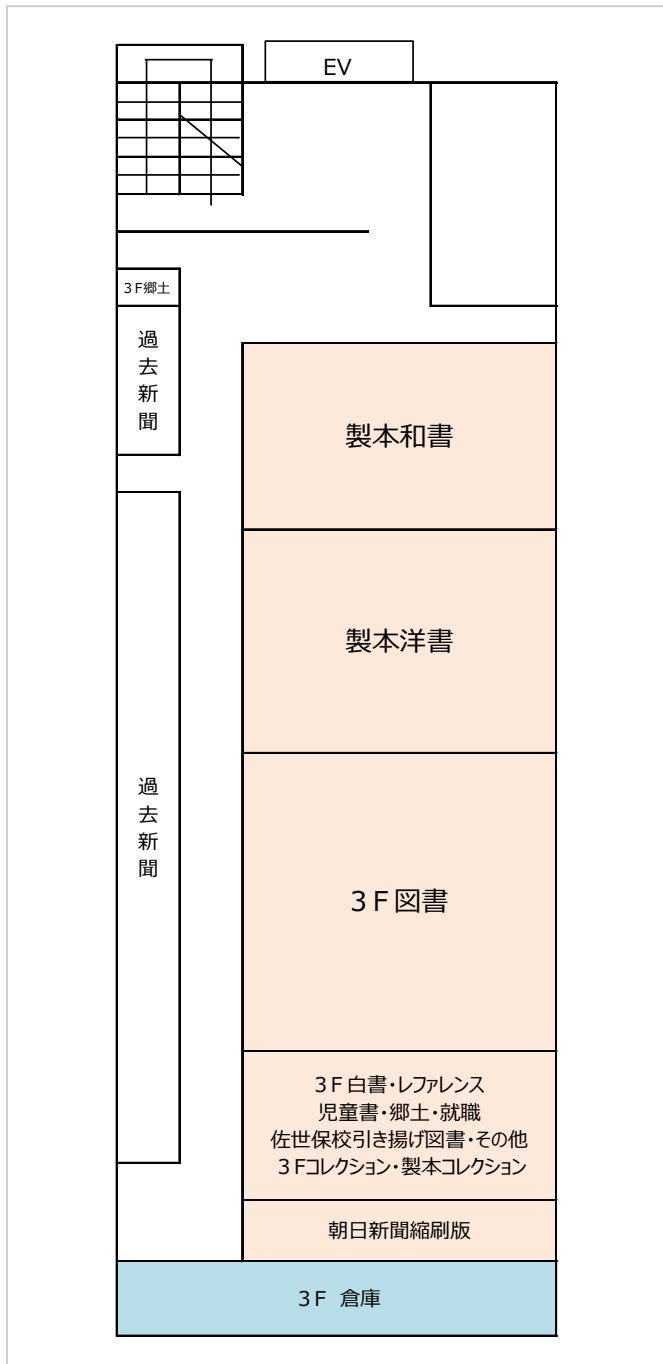 EV
3F郷土
過去新聞
製本和書
製本洋書
過去新聞
3F図書
3F白書・レファレンス
児童書・郷土・就職
佐世保校引き揚げ図書・その他
3Fコレクション・製本コレクション
朝日新聞縮刷版
3F 倉庫